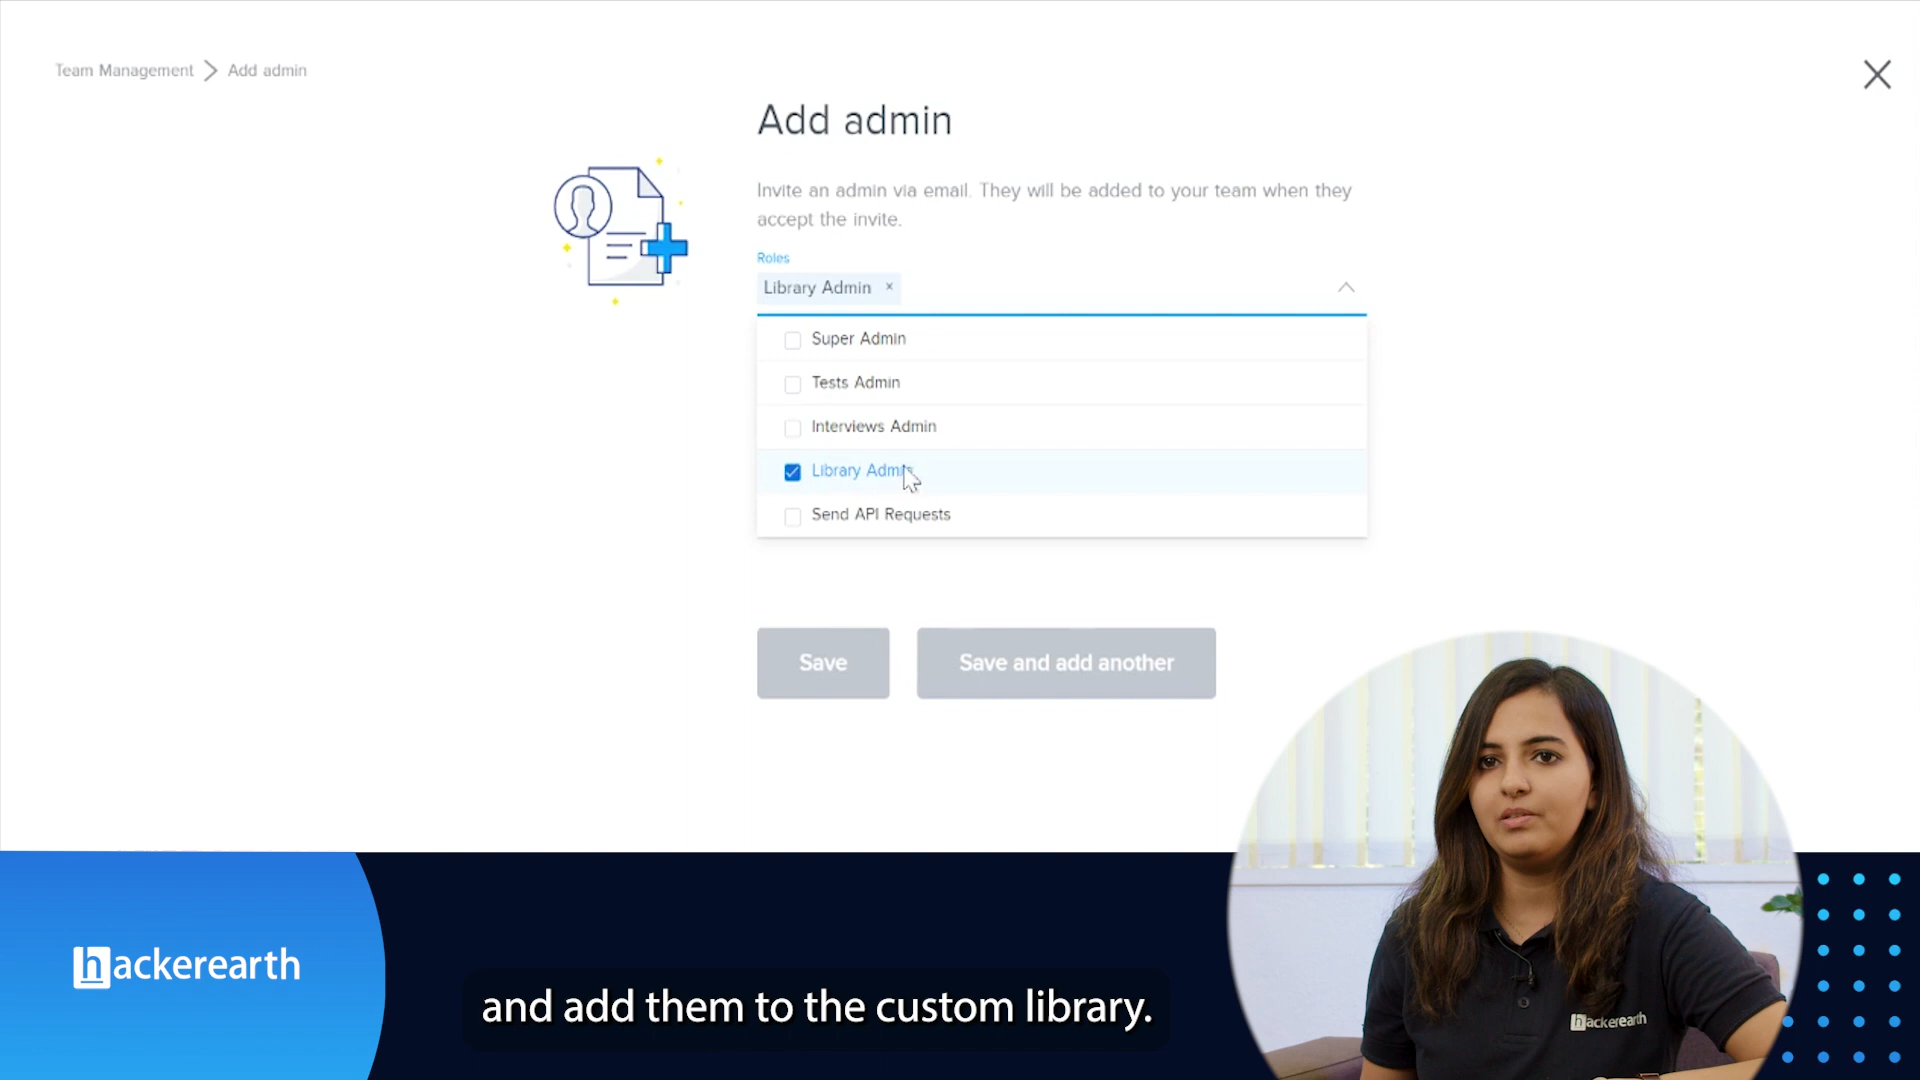 Team Management > Add admin
Add admin
Invite an admin via email. They will be added to your team when they
accept the invite.
Roles
Library Admin ×
Super Admin
Tests Admin
Interviews Admin
Library Admin
Send API Requests
Save
Save and add another
hackerearth
and add them to the custom library.
hackerearth